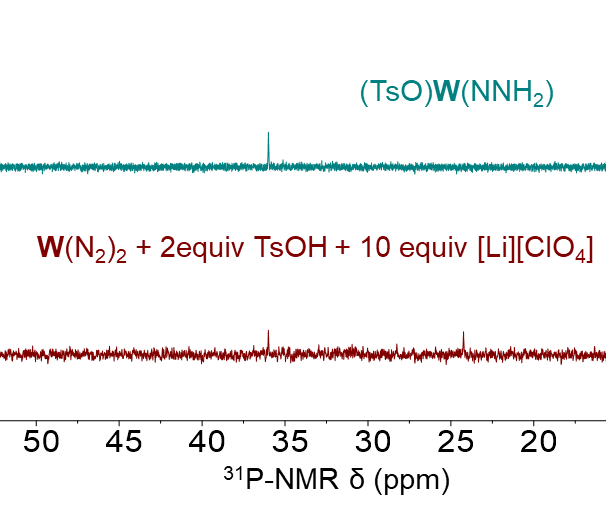 (TsO)W(NNH₂)
W(N₂)₂ + 2equiv TsOH + 10 equiv [Li][ClO₄]
50 45 40 35 30 25 20
³¹P-NMR δ (ppm)